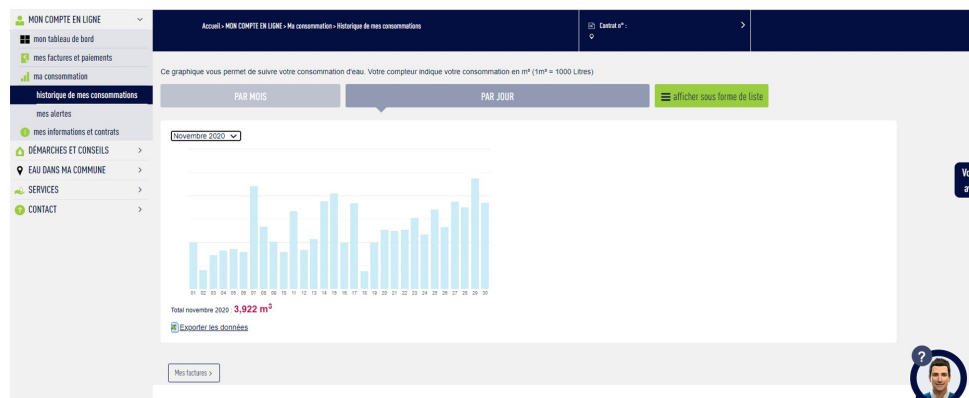 MON COMPTE EN LIGNE
mon tableau de bord
mes factures et paiements
ma consommation
historique de mes consommations
mes alertes
mes informations et contrats
DÉMARCHES ET CONSEILS
EAU DANS MA COMMUNE
SERVICES
CONTACT
Accueil > MON COMPTE EN LIGNE > Ma consommation > Historique de mes consommations
Contrat n° :
Ce graphique vous permet de suivre votre consommation d'eau. Votre compteur indique votre consommation en m³ (1m³ = 1000 Litres)
PAR MOIS
PAR JOUR
afficher sous forme de liste
Novembre 2020
01 02 03 04 05 06 07 08 09 10 11 12 13 14 15 16 17 18 19 20 21 22 23 24 25 26 27 28 29 30
Total novembre 2020 : 3,922 m³
Exporter les données
Mes factures >
Vo
a
?